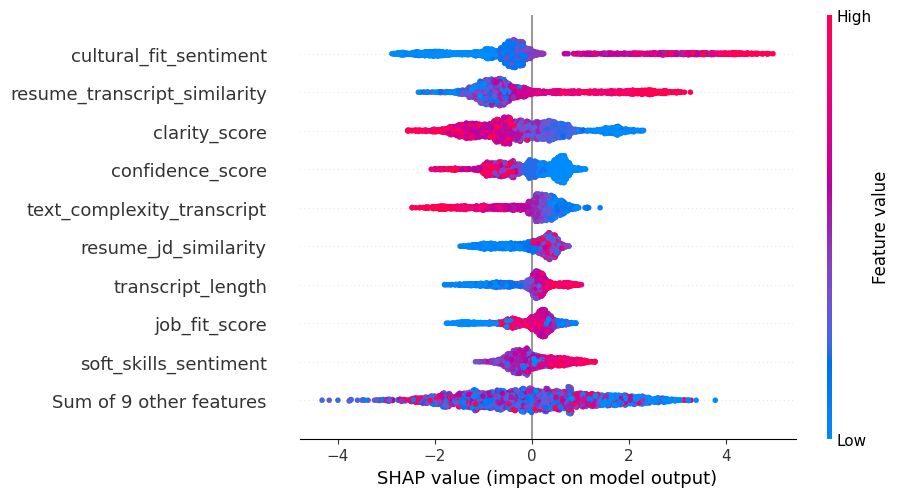 High
cultural_fit_sentiment
resume_transcript_similarity
clarity_score
confidence_score
text_complexity_transcript
resume_jd_similarity
transcript_length
job_fit_score
soft_skills_sentiment
Sum of 9 other features
Feature value
Low
−4 −2 0 2 4
SHAP value (impact on model output)